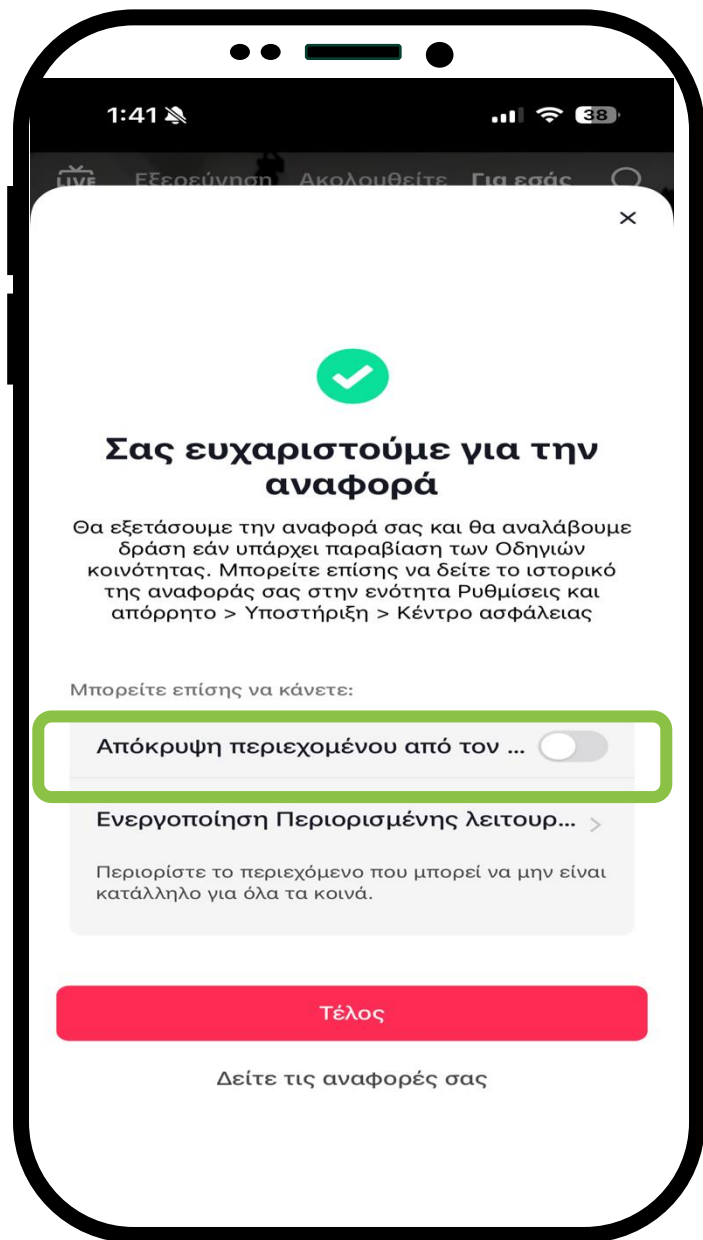 1:41
38
LIVE Εξερεύνηση Ακολουθείτε Για εσάς
Σας ευχαριστούμε για την
αναφορά
Θα εξετάσουμε την αναφορά σας και θα αναλάβουμε
δράση εάν υπάρχει παραβίαση των Οδηγιών
κοινότητας. Μπορείτε επίσης να δείτε το ιστορικό
της αναφοράς σας στην ενότητα Ρυθμίσεις και
απόρρητο > Υποστήριξη > Κέντρο ασφάλειας
Μπορείτε επίσης να κάνετε:
Απόκρυψη περιεχομένου από τον ...
Ενεργοποίηση Περιορισμένης λειτουρ... >
Περιορίστε το περιεχόμενο που μπορεί να μην είναι
κατάλληλο για όλα τα κοινά.
Τέλος
Δείτε τις αναφορές σας